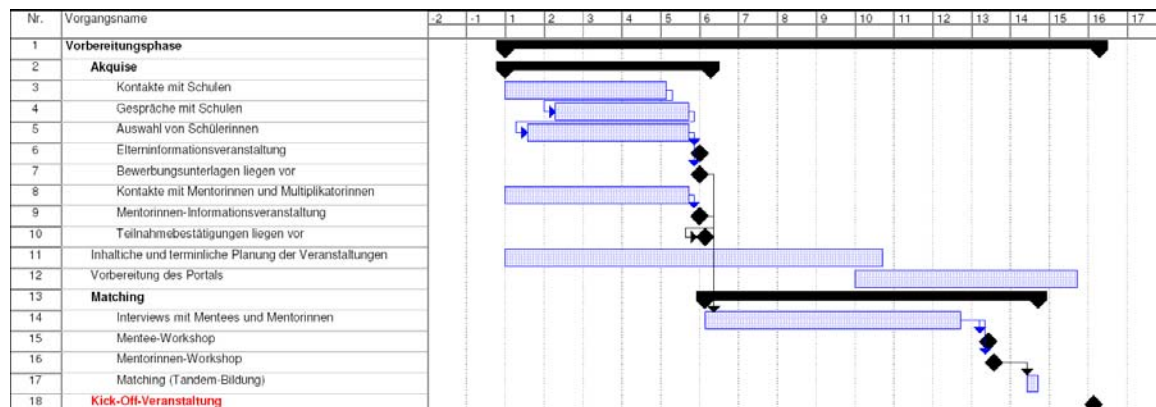 Nr. Vorgangsname -2 -1 1 2 3 4 5 6 7 8 9 10 11 12 13 14 15 16 17
1 Vorbereitungsphase
2 Akquise
3 Kontakte mit Schulen
4 Gespräche mit Schulen
5 Auswahl von Schülerinnen
6 Elterninformationsveranstaltung
7 Bewerbungsunterlagen liegen vor
8 Kontakte mit Mentorinnen und Multiplikatorinnen
9 Mentorinnen-Informationsveranstaltung
10 Teilnahmebestätigungen liegen vor
11 Inhaltliche und terminliche Planung der Veranstaltungen
12 Vorbereitung des Portals
13 Matching
14 Interviews mit Mentees und Mentorinnen
15 Mentee-Workshop
16 Mentorinnen-Workshop
17 Matching (Tandem-Bildung)
18 Kick-Off-Veranstaltung